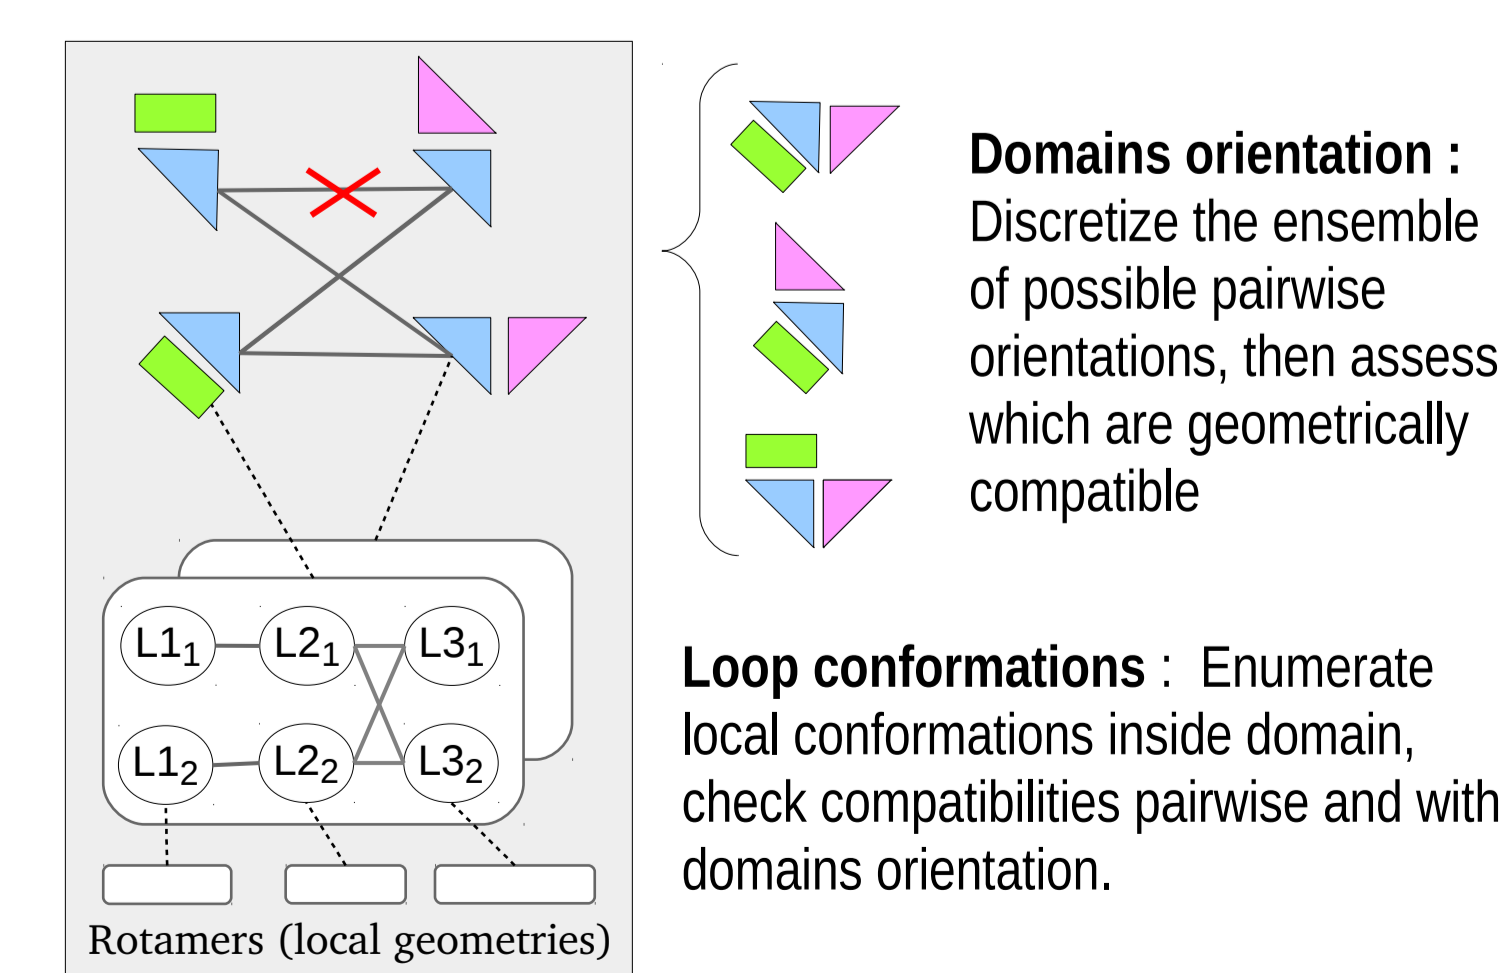 Domains orientation :
Discretize the ensemble
of possible pairwise
orientations, then assess
which are geometrically
compatible
L1₁ L2₁ L3₁
L1₂ L2₂ L3₂
Loop conformations : Enumerate
local conformations inside domain,
check compatibilities pairwise and with
domains orientation.
Rotamers (local geometries)